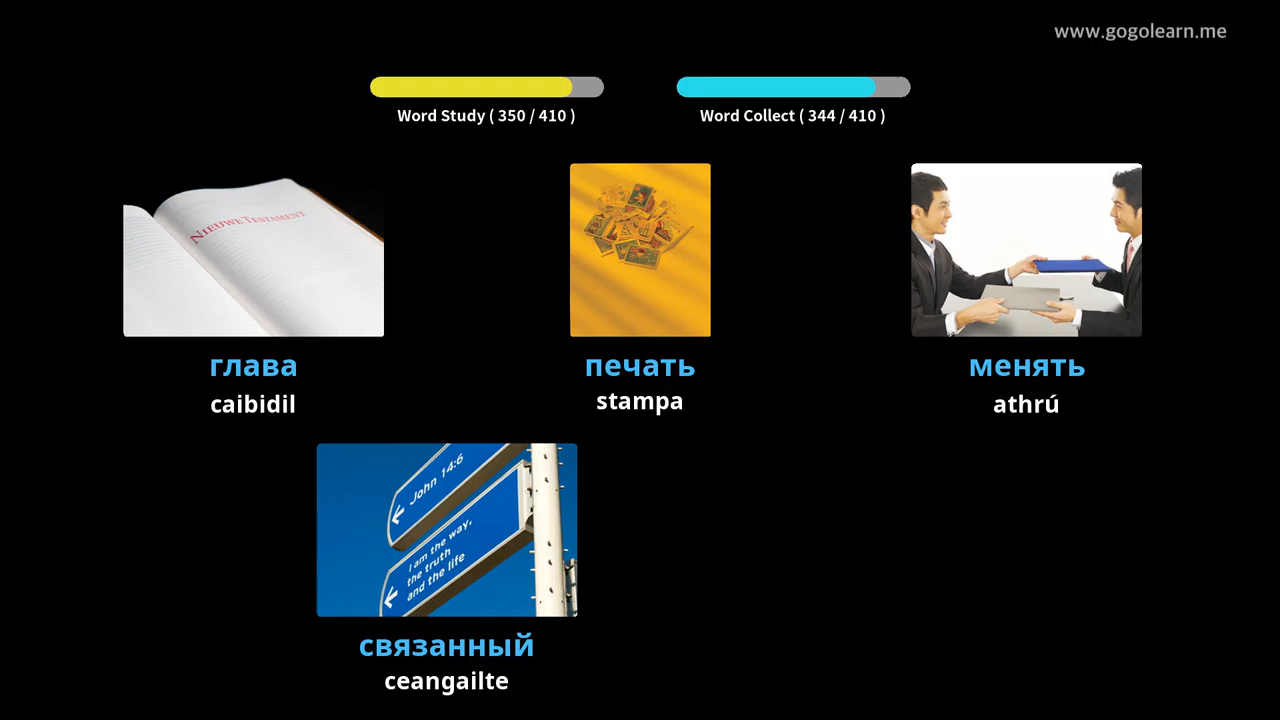 www.gogolearn.me
Word Study ( 350 / 410 )
Word Collect ( 344 / 410 )
NIEUWE TESTAMENT
глава
caibidil
печать
stampa
менять
athrú
John 14:6
I am the way,
the truth
and the life
связанный
ceangailte